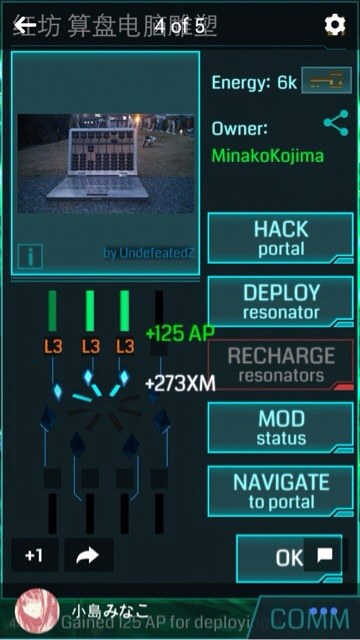 坊 算盘电脑雕塑
4 of 5
Energy: 6k
Owner:
MinakoKojima
i
by UndefeatedZ
HACK
portal
DEPLOY
resonator
+125 AP
L3 L3 L3
RECHARGE
resonators
+273XM
MOD
status
NAVIGATE
to portal
+1
OK
小島みなこ
Gained 125 AP for deploying
COMM